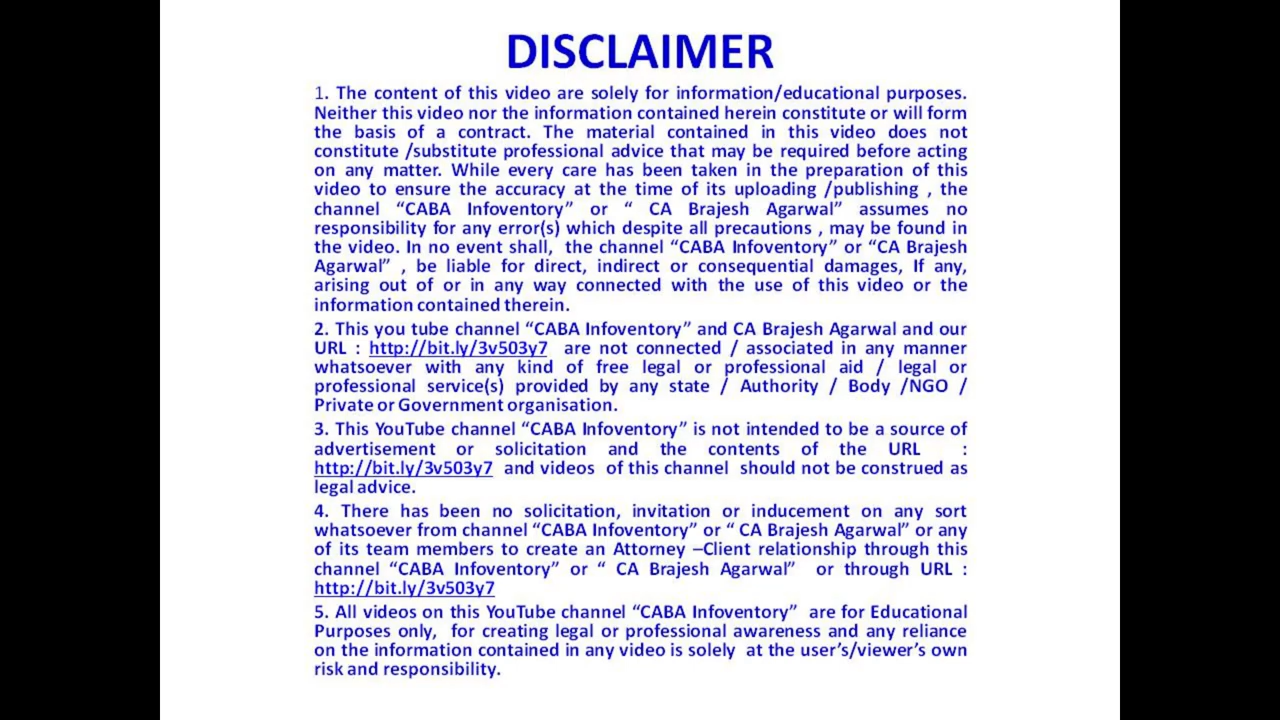 DISCLAIMER
1. The content of this video are solely for information/educational purposes.
Neither this video nor the information contained herein constitute or will form
the basis of a contract. The material contained in this video does not
constitute /substitute professional advice that may be required before acting
on any matter. While every care has been taken in the preparation of this
video to ensure the accuracy at the time of its uploading /publishing , the
channel “CABA Infoventory” or “ CA Brajesh Agarwal” assumes no
responsibility for any error(s) which despite all precautions , may be found in
the video. In no event shall, the channel “CABA Infoventory” or “CA Brajesh
Agarwal” , be liable for direct, indirect or consequential damages, If any,
arising out of or in any way connected with the use of this video or the
information contained therein.
2. This you tube channel “CABA Infoventory” and CA Brajesh Agarwal and our
URL : http://bit.ly/3v503y7 are not connected / associated in any manner
whatsoever with any kind of free legal or professional aid / legal or
professional service(s) provided by any state / Authority / Body /NGO /
Private or Government organisation.
3. This YouTube channel “CABA Infoventory” is not intended to be a source of
advertisement or solicitation and the contents of the URL :
http://bit.ly/3v503y7 and videos of this channel should not be construed as
legal advice.
4. There has been no solicitation, invitation or inducement on any sort
whatsoever from channel “CABA Infoventory” or “ CA Brajesh Agarwal” or any
of its team members to create an Attorney –Client relationship through this
channel “CABA Infoventory” or “ CA Brajesh Agarwal” or through URL :
http://bit.ly/3v503y7
5. All videos on this YouTube channel “CABA Infoventory” are for Educational
Purposes only, for creating legal or professional awareness and any reliance
on the information contained in any video is solely at the user’s/viewer’s own
risk and responsibility.